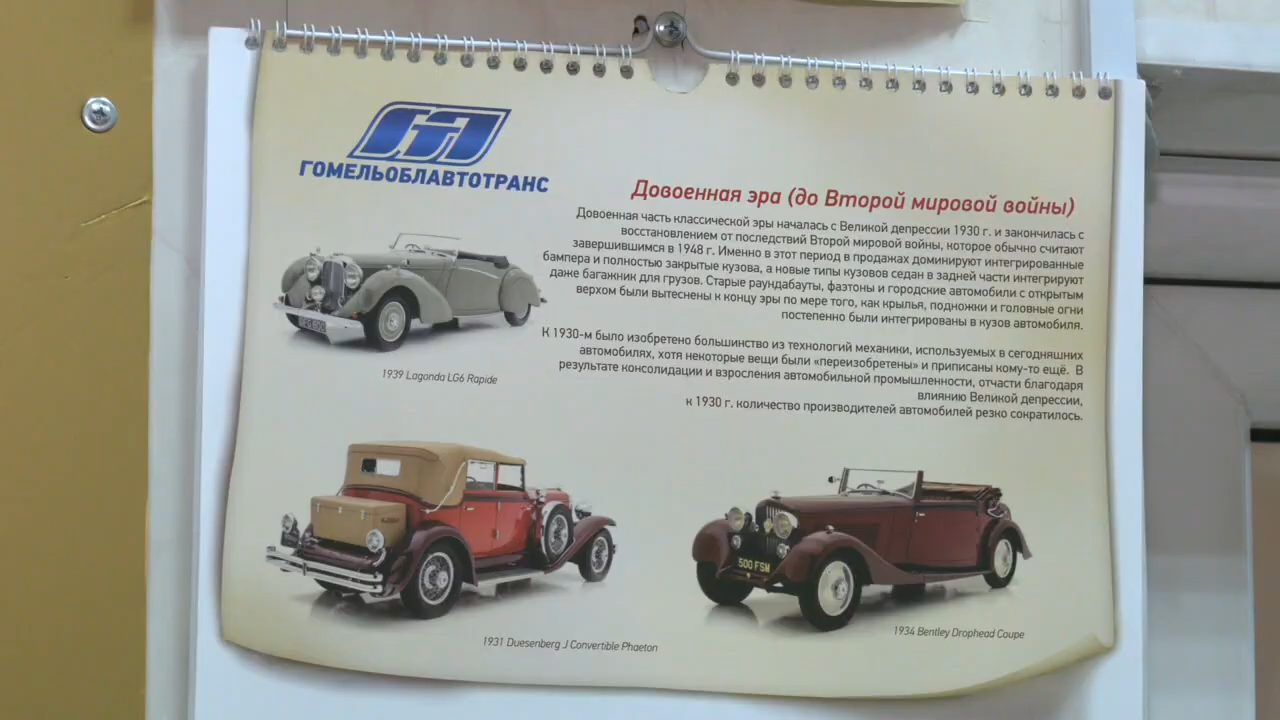 ГОМЕЛЬОБЛАВТОТРАНС
Довоенная эра (до Второй мировой войны)
Довоенная часть классической эры началась с Великой депрессии 1930 г. и закончилась с
восстановлением от последствий Второй мировой войны, которое обычно считают
завершившимся в 1948 г. Именно в этот период в продажах доминируют интегрированные
бампера и полностью закрытые кузова, а новые типы кузовов седан в задней части интегрируют
даже багажник для грузов. Старые раундабауты, фаэтоны и городские автомобили с открытым
верхом были вытеснены к концу эры по мере того, как крылья, подножки и головные огни
постепенно были интегрированы в кузов автомобиля.
К 1930-м было изобретено большинство из технологий механики, используемых в сегодняшних
автомобилях, хотя некоторые вещи были «переизобретены» и приписаны кому-то ещё. В
результате консолидации и взросления автомобильной промышленности, отчасти благодаря
влиянию Великой депрессии,
к 1930 г. количество производителей автомобилей резко сократилось.
1939 Lagonda LG6 Rapide
500 FSM
1934 Bentley Drophead Coupe
1931 Duesenberg J Convertible Phaeton